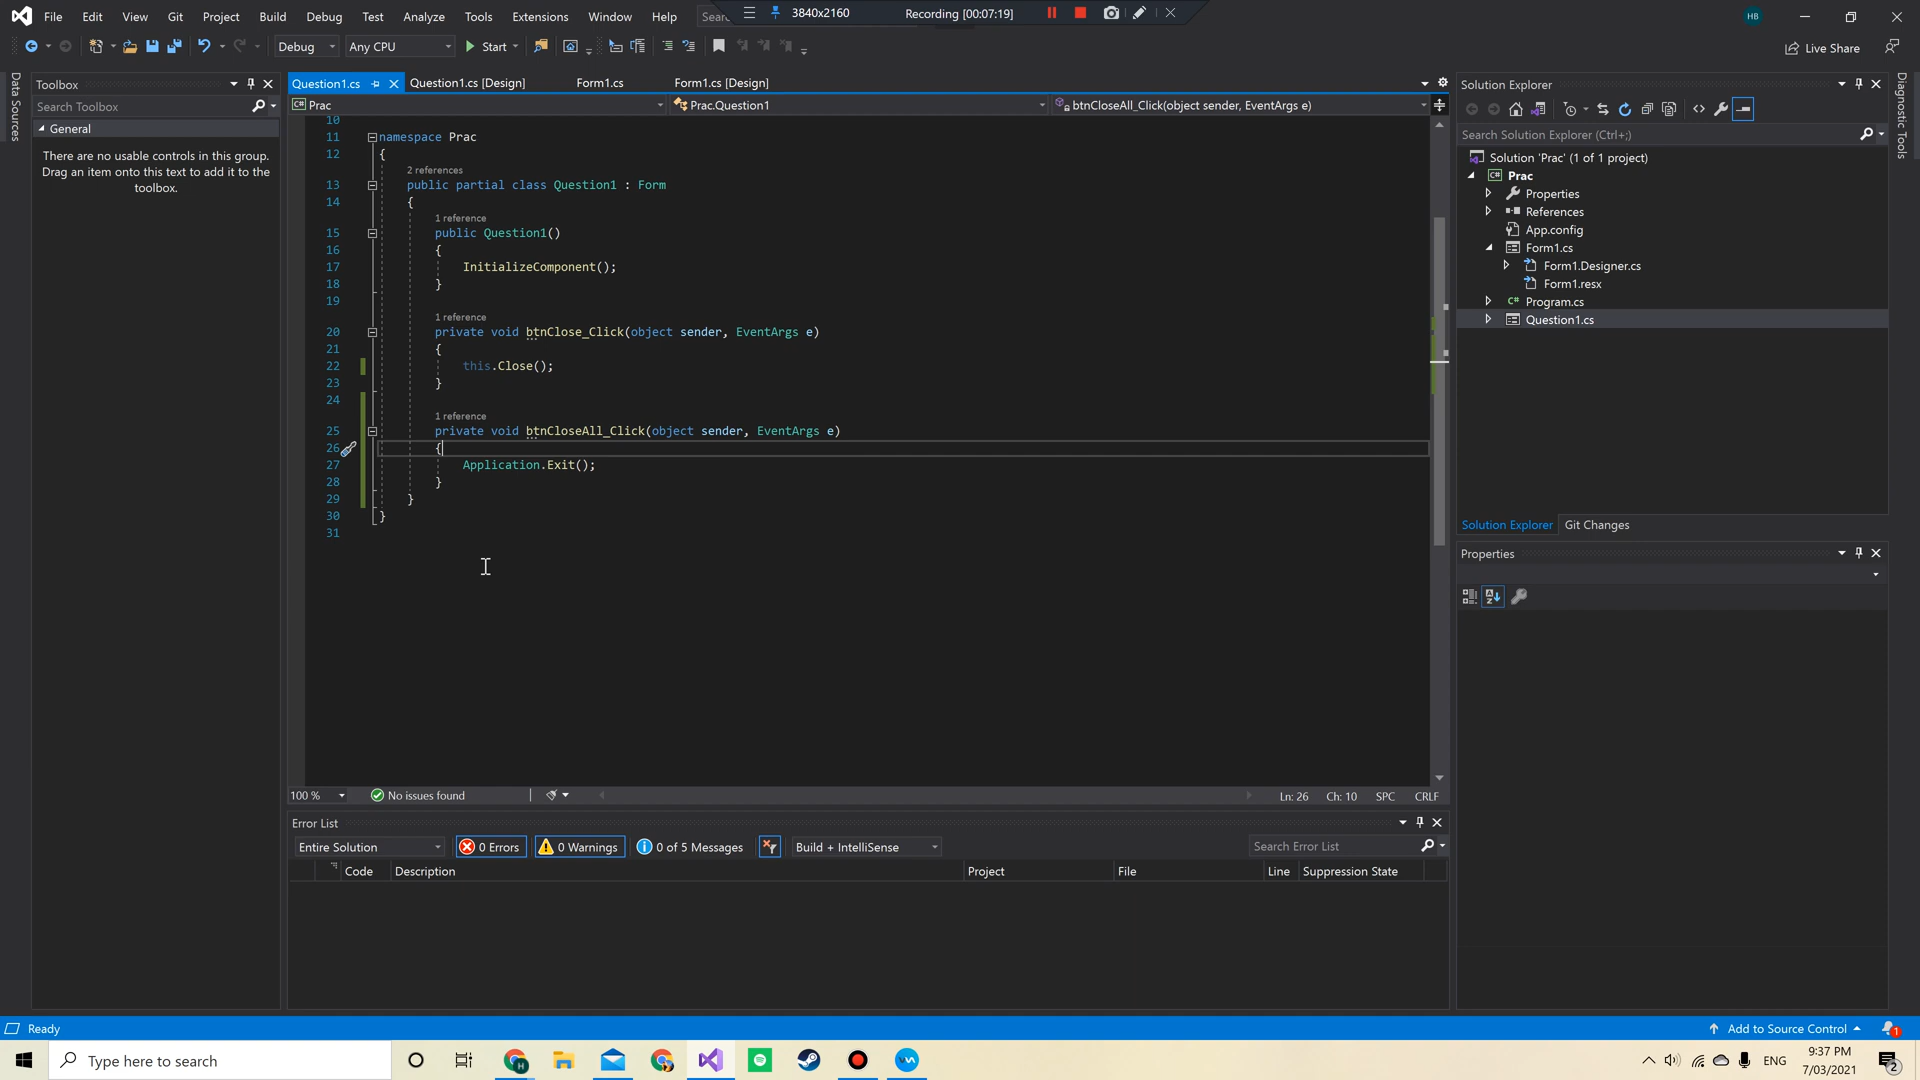 File Edit View Git Project Build Debug Test Analyze Tools Extensions Window Help Sear
3840x2160 Recording [00:07:19]
HB
Debug Any CPU Start
Live Share
Data Sources
Toolbox
Search Toolbox
General
There are no usable controls in this group.
Drag an item onto this text to add it to the
toolbox.
Question1.cs Question1.cs [Design] Form1.cs Form1.cs [Design]
Prac Prac.Question1 btnCloseAll_Click(object sender, EventArgs e)
10
11 namespace Prac
12 {
2 references
13 public partial class Question1 : Form
14 {
1 reference
15 public Question1()
16 {
17 InitializeComponent();
18 }
19
1 reference
20 private void btnClose_Click(object sender, EventArgs e)
21 {
22 this.Close();
23 }
24
1 reference
25 private void btnCloseAll_Click(object sender, EventArgs e)
26 {
27 Application.Exit();
28 }
29 }
30 }
31
100 % No issues found Ln: 26 Ch: 10 SPC CRLF
Error List
Entire Solution 0 Errors 0 Warnings 0 of 5 Messages Build + IntelliSense Search Error List
Code Description Project File Line Suppression State
Solution Explorer
Search Solution Explorer (Ctrl+;)
Solution 'Prac' (1 of 1 project)
Prac
Properties
References
App.config
Form1.cs
Form1.Designer.cs
Form1.resx
Program.cs
Question1.cs
Solution Explorer Git Changes
Properties
Diagnostic Tools
Ready
Add to Source Control 1
Type here to search
ENG
9:37 PM
7/03/2021
2